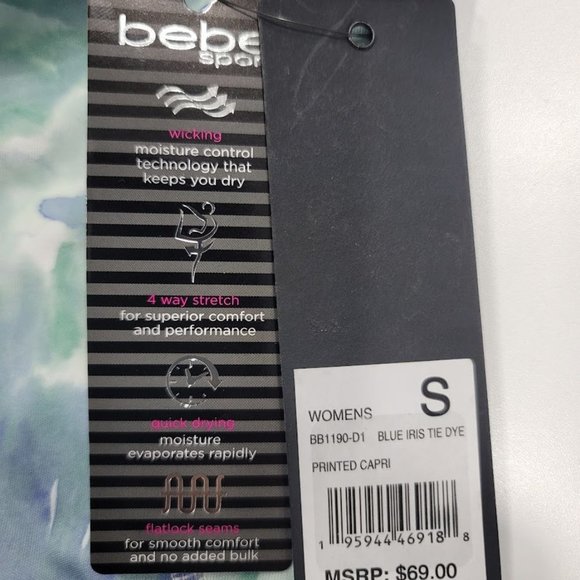 bebe
sport
wicking
moisture control
technology that
keeps you dry
4 way stretch
for superior comfort
and performance
quick drying
moisture
evaporates rapidly
flatlock seams
for smooth comfort
and no added bulk
WOMENS S
BB1190-D1 BLUE IRIS TIE DYE
PRINTED CAPRI
1 95944 46918 8
MSRP: $69.00